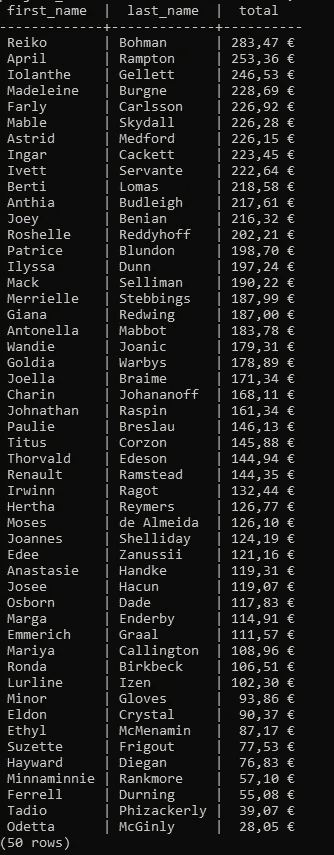 first_name | last_name | total
------------+------------+----------
Reiko | Bohman | 283,47 €
April | Rampton | 253,36 €
Iolanthe | Gellett | 246,53 €
Madeleine | Burgne | 228,69 €
Farly | Carlsson | 226,92 €
Mable | Skydall | 226,28 €
Astrid | Medford | 226,15 €
Ingar | Cackett | 223,45 €
Ivett | Servante | 222,64 €
Berti | Lomas | 218,58 €
Anthia | Budleigh | 217,61 €
Joey | Benian | 216,32 €
Roshelle | Reddyhoff | 202,21 €
Patrice | Blundon | 198,70 €
Ilyssa | Dunn | 197,24 €
Mack | Selliman | 190,22 €
Merrielle | Stebbings | 187,99 €
Giana | Redwing | 187,00 €
Antonella | Mabbot | 183,78 €
Wandie | Joanic | 179,31 €
Goldia | Warbys | 178,89 €
Joella | Braime | 171,34 €
Charin | Johananoff | 168,11 €
Johnathan | Raspin | 161,34 €
Paulie | Breslau | 146,13 €
Titus | Corzon | 145,88 €
Thorvald | Edeson | 144,94 €
Renault | Ramstead | 144,35 €
Irwinn | Ragot | 132,44 €
Hertha | Reymers | 126,77 €
Moses | de Almeida | 126,10 €
Joannes | Shelliday | 124,19 €
Edee | Zanussii | 121,16 €
Anastasie | Handke | 119,31 €
Josee | Hacun | 119,07 €
Osborn | Dade | 117,83 €
Marga | Enderby | 114,91 €
Emmerich | Graal | 111,57 €
Mariya | Callington | 108,96 €
Ronda | Birkbeck | 106,51 €
Lurline | Izen | 102,30 €
Minor | Gloves | 93,86 €
Eldon | Crystal | 90,37 €
Ethyl | McMenamin | 87,17 €
Suzette | Frigout | 77,53 €
Hayward | Diegan | 76,83 €
Minnaminnie | Rankmore | 57,10 €
Ferrell | Durning | 55,08 €
Tadio | Phizackerly | 39,07 €
Odetta | McGinly | 28,05 €
(50 rows)